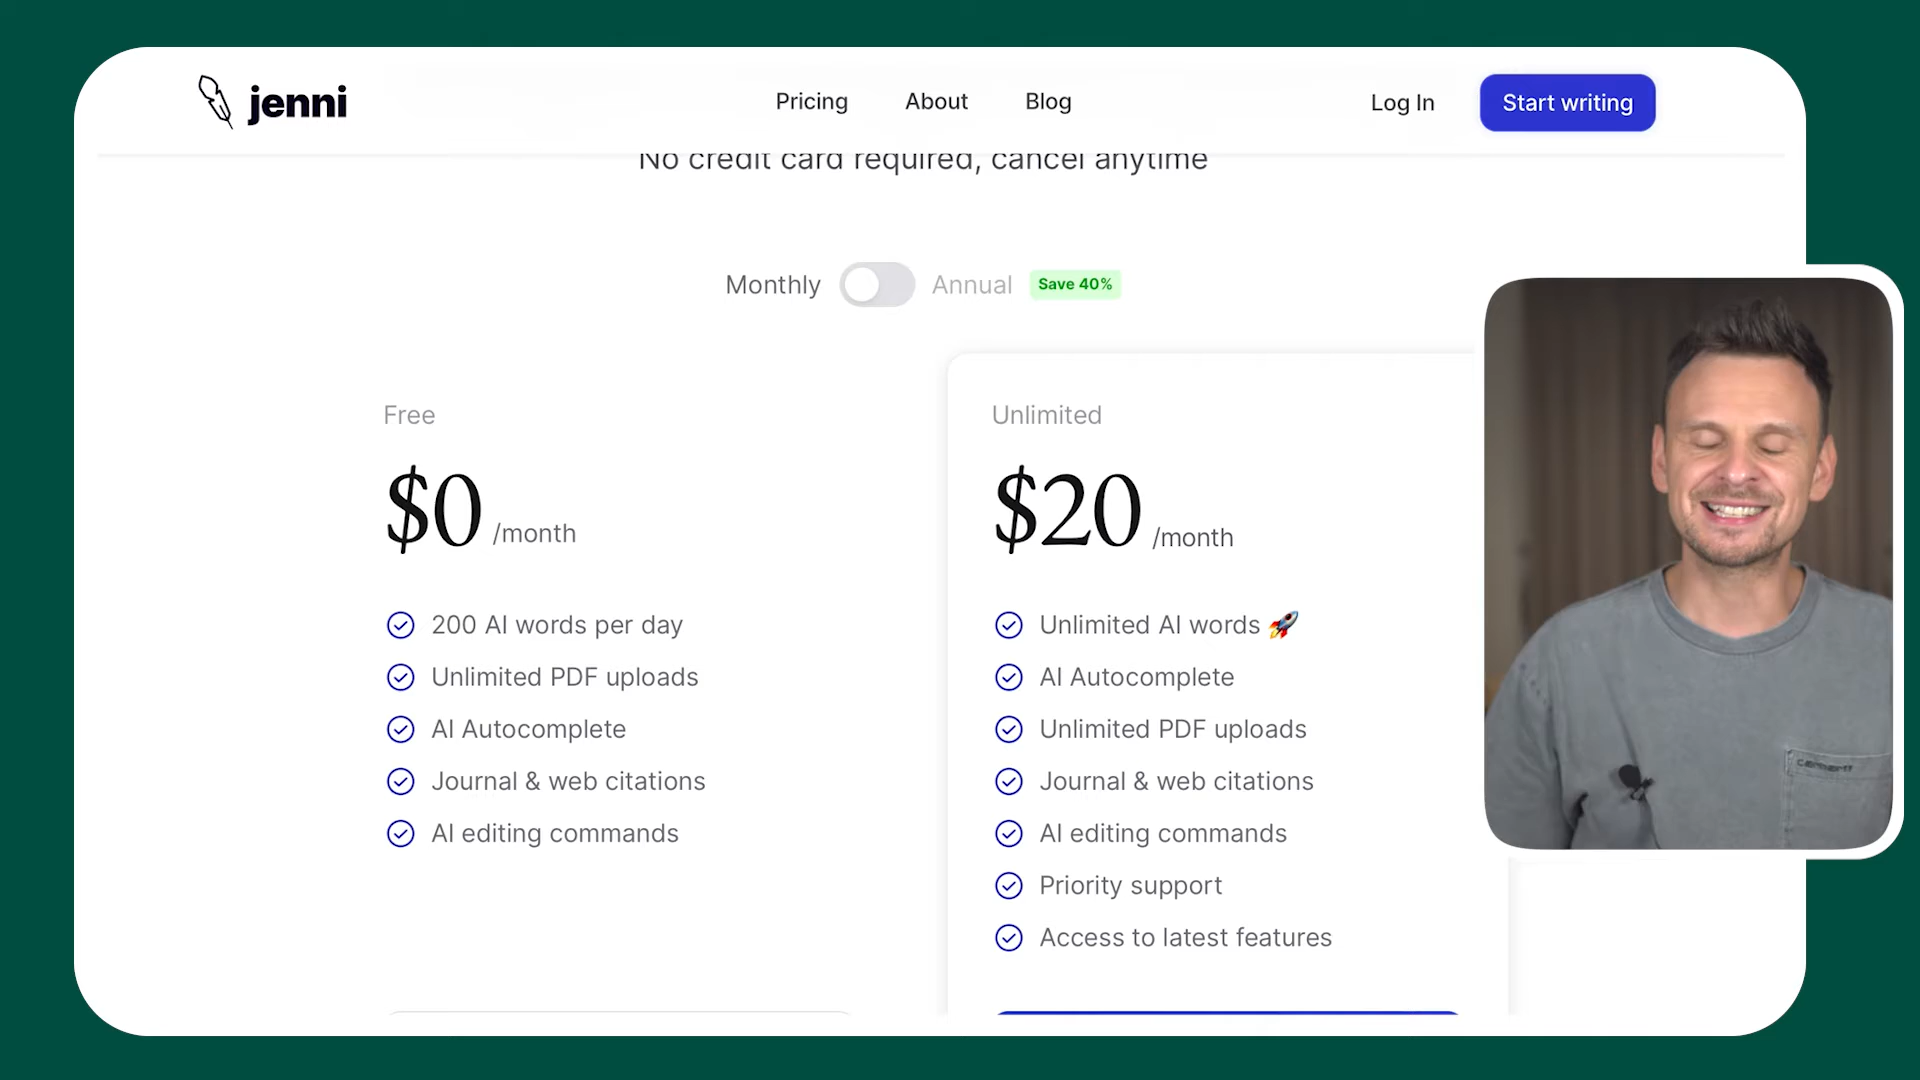 jenni
Pricing
About
Blog
Log In
Start writing
No credit card required, cancel anytime
Monthly
Annual
Save 40%
Free
$0 /month
200 AI words per day
Unlimited PDF uploads
AI Autocomplete
Journal & web citations
AI editing commands
Unlimited
$20 /month
Unlimited AI words 🚀
AI Autocomplete
Unlimited PDF uploads
Journal & web citations
AI editing commands
Priority support
Access to latest features